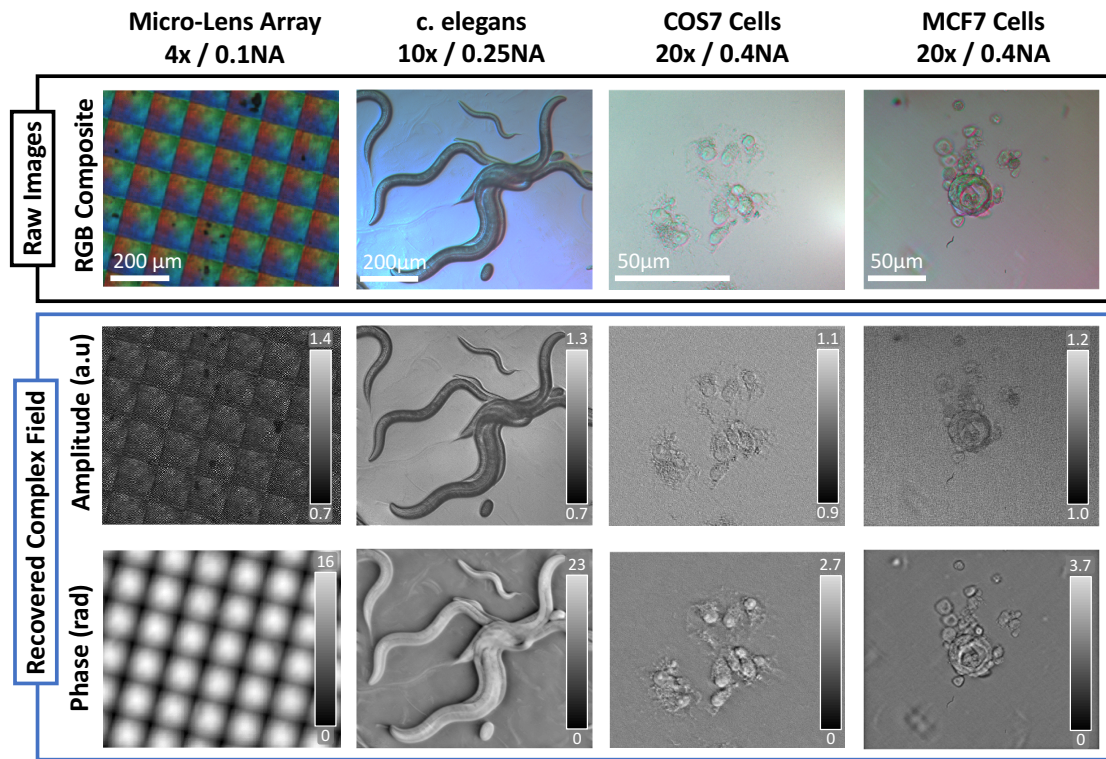 Micro-Lens Array
4x / 0.1NA
c. elegans
10x / 0.25NA
COS7 Cells
20x / 0.4NA
MCF7 Cells
20x / 0.4NA
Raw Images
RGB Composite
200 µm
200µm
50µm
50µm
Recovered Complex Field
Amplitude (a.u)
1.4
0.7
1.3
0.7
1.1
0.9
1.2
1.0
Phase (rad)
16
0
23
0
2.7
0
3.7
0